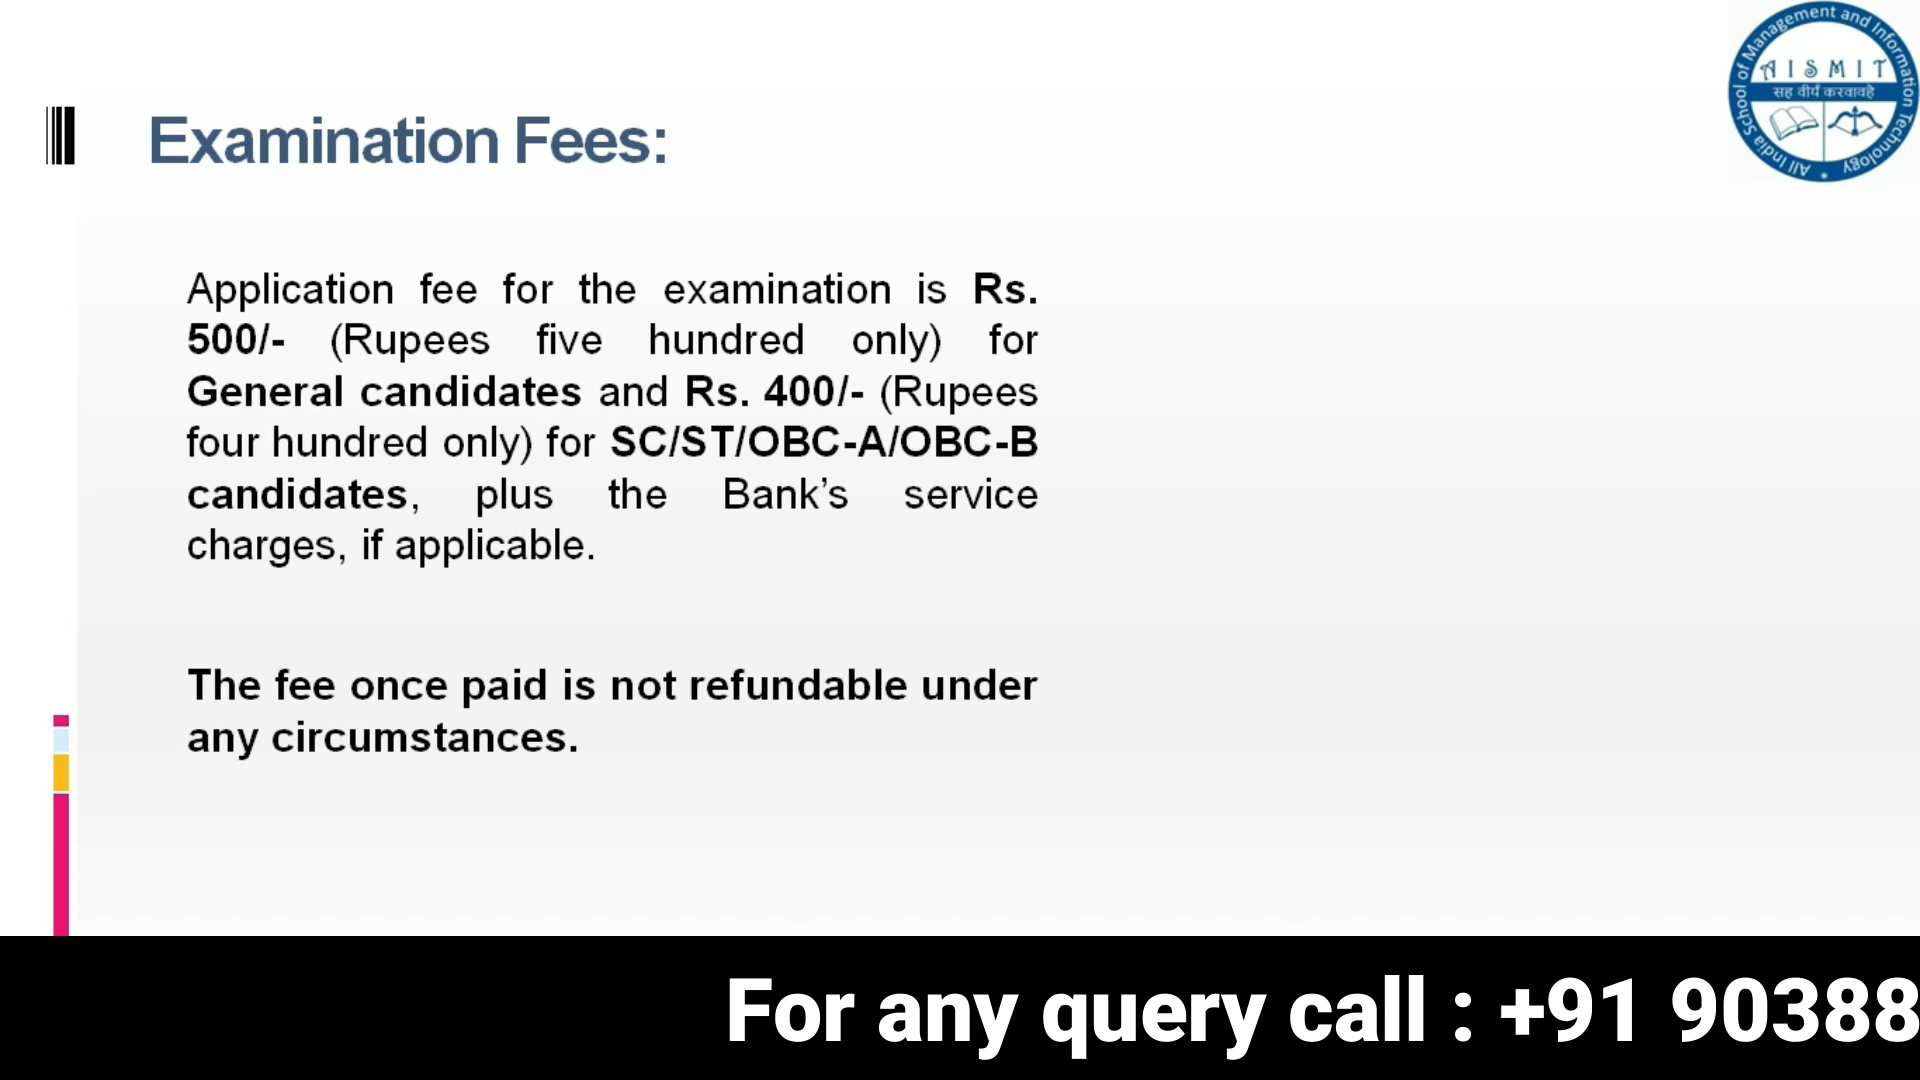 All India School of Management and Information Technology
AISMIT
सह वीर्यं करवावहै
Examination Fees:
Application fee for the examination is Rs.
500/- (Rupees five hundred only) for
General candidates and Rs. 400/- (Rupees
four hundred only) for SC/ST/OBC-A/OBC-B
candidates, plus the Bank’s service
charges, if applicable.
The fee once paid is not refundable under
any circumstances.
For any query call : +91 90388